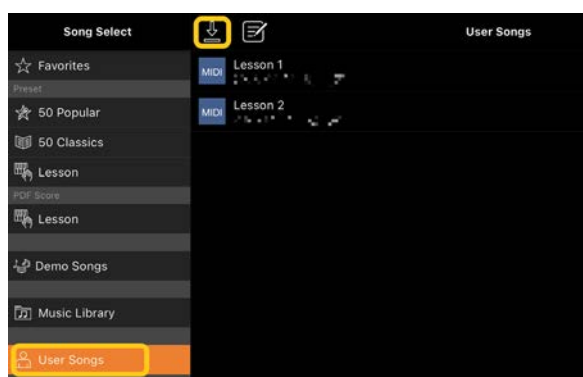 Song Select
User Songs
Favorites
Preset
50 Popular
50 Classics
Lesson
PDF Score
Lesson
Demo Songs
Music Library
User Songs
MIDI
Lesson 1
MIDI
Lesson 2